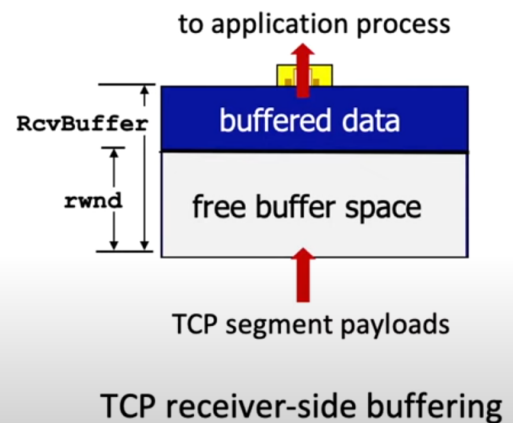 to application process
RcvBuffer
buffered data
rwnd
free buffer space
TCP segment payloads
TCP receiver-side buffering